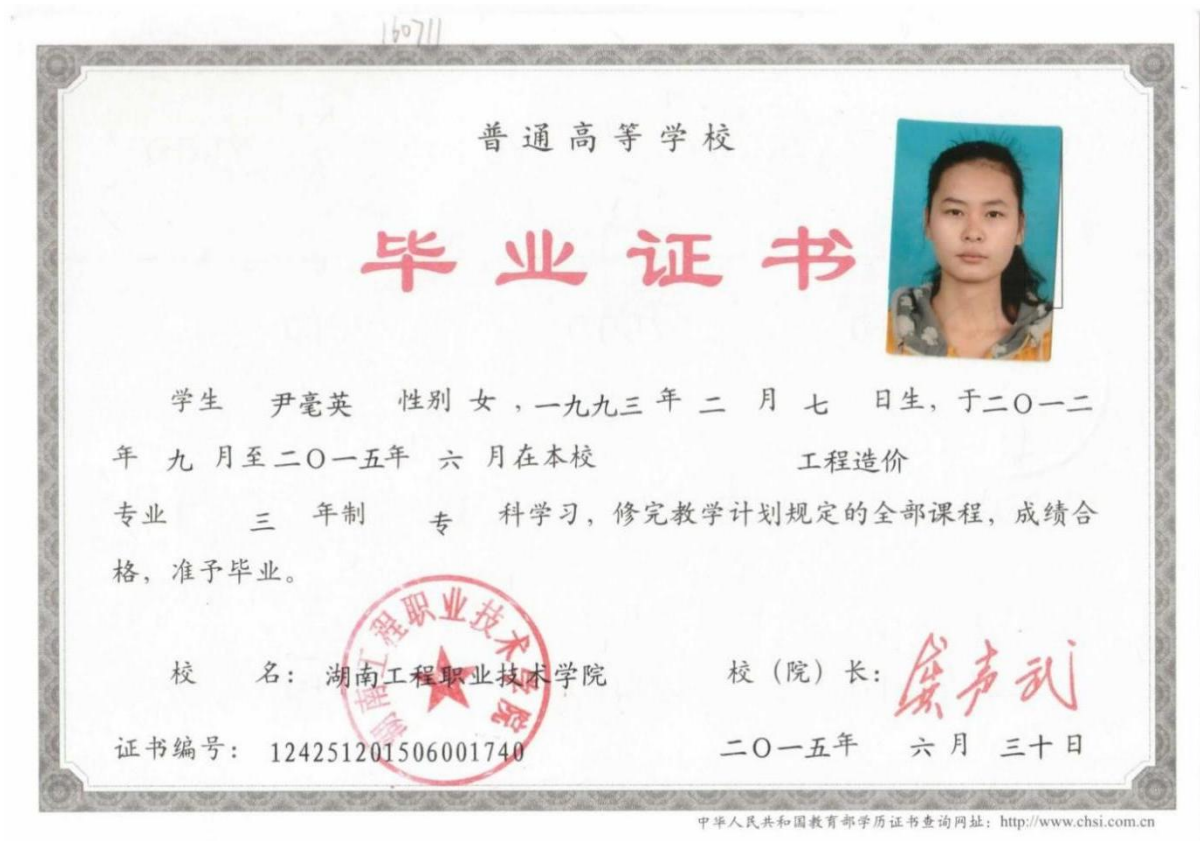 160711
普通高等学校
毕业证书
学生 尹毫英 性别 女，一九九三 年 二 月 七 日生，于二〇一二
年 九 月至二〇一五年 六 月在本校 工程造价
专业 三 年制 专 科学习，修完教学计划规定的全部课程，成绩合
格，准予毕业。
湖南工程职业技术学院
校 名：湖南工程职业技术学院 校（院）长：
证书编号：124251201506001740 二〇一五年 六 月 三十 日
中华人民共和国教育部学历证书查询网址：http://www.chsi.com.cn